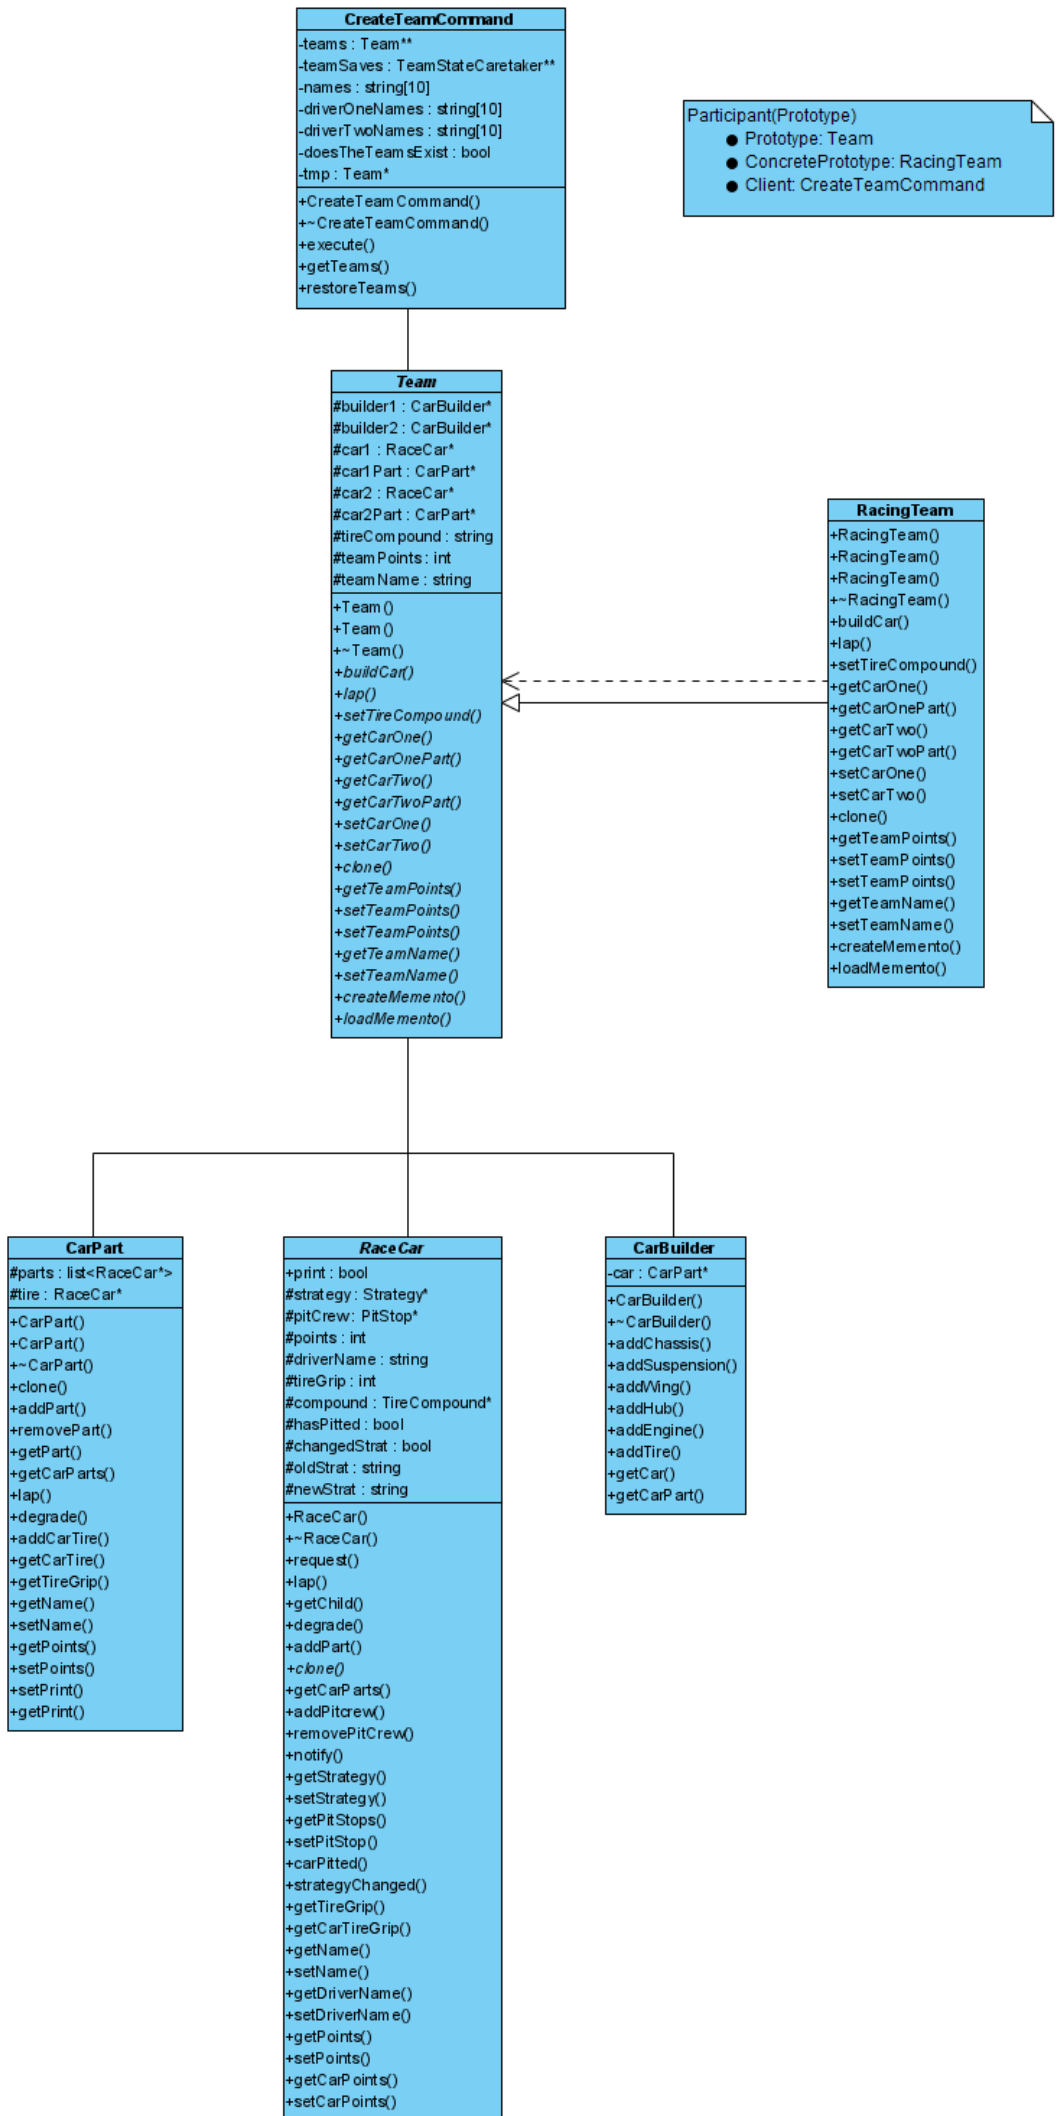 CreateTeamCommand
-teams : Team**
-teamSaves : TeamStateCaretaker**
-names : string[10]
-driverOneNames : string[10]
-driverTwoNames : string[10]
-doesTheTeamsExist : bool
-tmp : Team*
+CreateTeamCommand()
+~CreateTeamCommand()
+execute()
+getTeams()
+restoreTeams()
Participant(Prototype)
● Prototype: Team
● ConcretePrototype: RacingTeam
● Client: CreateTeamCommand
Team
#builder1 : CarBuilder*
#builder2 : CarBuilder*
#car1 : RaceCar*
#car1Part : CarPart*
#car2 : RaceCar*
#car2Part : CarPart*
#tireCompound : string
#teamPoints : int
#teamName : string
+Team()
+Team()
+~Team()
+buildCar()
+lap()
+setTireCompound()
+getCarOne()
+getCarOnePart()
+getCarTwo()
+getCarTwoPart()
+setCarOne()
+setCarTwo()
+clone()
+getTeamPoints()
+setTeamPoints()
+setTeamPoints()
+getTeamName()
+setTeamName()
+createMemento()
+loadMemento()
RacingTeam
+RacingTeam()
+RacingTeam()
+RacingTeam()
+~RacingTeam()
+buildCar()
+lap()
+setTireCompound()
+getCarOne()
+getCarOnePart()
+getCarTwo()
+getCarTwoPart()
+setCarOne()
+setCarTwo()
+clone()
+getTeamPoints()
+setTeamPoints()
+setTeamPoints()
+getTeamName()
+setTeamName()
+createMemento()
+loadMemento()
CarPart
#parts : list<RaceCar*>
#tire : RaceCar*
+CarPart()
+CarPart()
+~CarPart()
+clone()
+addPart()
+removePart()
+getPart()
+getCarParts()
+lap()
+degrade()
+addCarTire()
+getCarTire()
+getTireGrip()
+getName()
+setName()
+getPoints()
+setPoints()
+setPrint()
+getPrint()
RaceCar
+print : bool
#strategy : Strategy*
#pitCrew : PitStop*
#points : int
#driverName : string
#tireGrip : int
#compound : TireCompound*
#hasPitted : bool
#changedStrat : bool
#oldStrat : string
#newStrat : string
+RaceCar()
+~RaceCar()
+request()
+lap()
+getChild()
+degrade()
+addPart()
+clone()
+getCarParts()
+addPitcrew()
+removePitCrew()
+notify()
+getStrategy()
+setStrategy()
+getPitStops()
+setPitStop()
+carPitted()
+strategyChanged()
+getTireGrip()
+getCarTireGrip()
+getName()
+setName()
+getDriverName()
+setDriverName()
+getPoints()
+setPoints()
+getCarPoints()
+setCarPoints()
CarBuilder
-car : CarPart*
+CarBuilder()
+~CarBuilder()
+addChassis()
+addSuspension()
+addWing()
+addHub()
+addEngine()
+addTire()
+getCar()
+getCarPart()